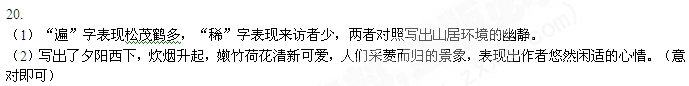 20.
（1）“遍”字表现松茂鹤多，“稀”字表现来访者少，两者对照写出山居环境的幽静。
（2）写出了夕阳西下，炊烟升起，嫩竹荷花清新可爱，人们采菱而归的景象，表现出作者悠然闲适的心情。（意
对即可）